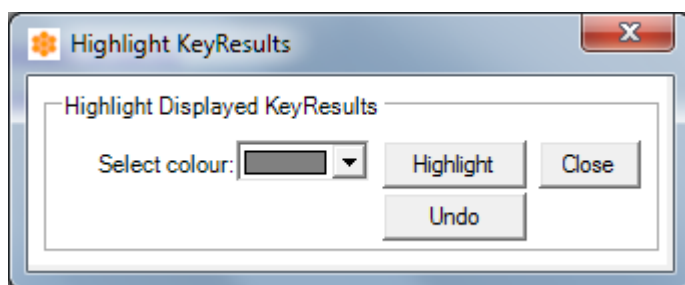 Highlight KeyResults
Highlight Displayed KeyResults
Select colour: Highlight Close
Undo